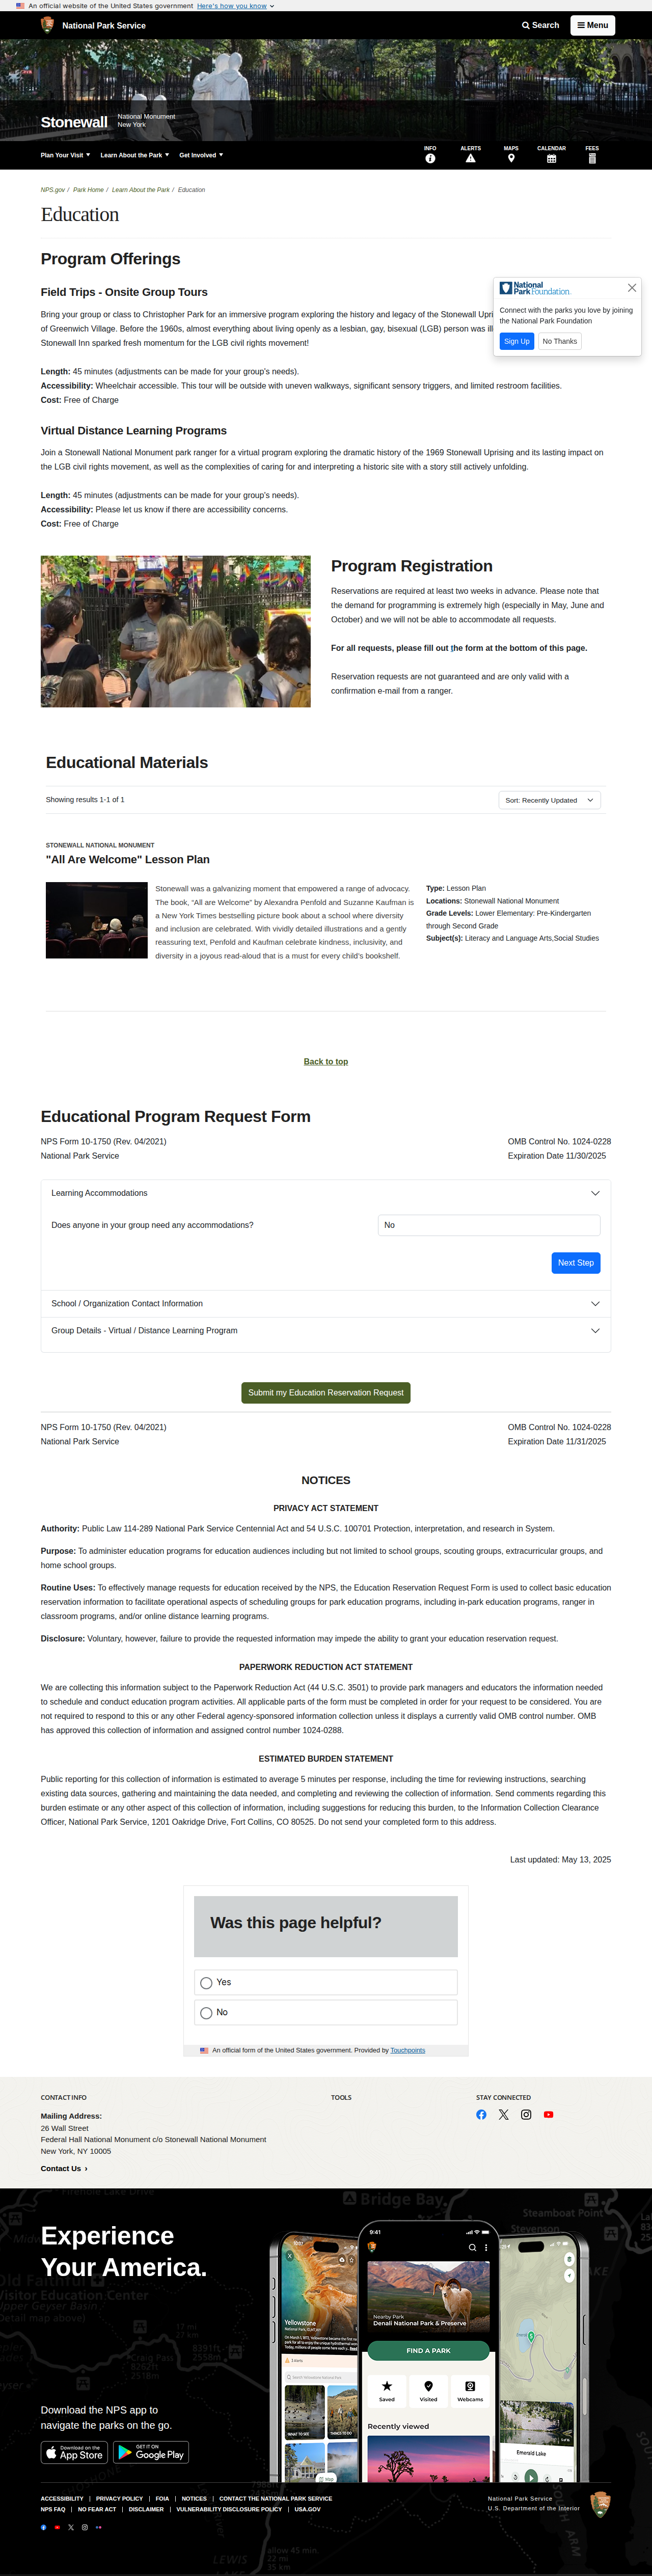 An official website of the United States government Here's how you know
National Park Service
Search
Menu
Stonewall
National Monument
New York
Plan Your Visit
Learn About the Park
Get Involved
INFO
ALERTS
MAPS
CALENDAR
FEES
NPS.gov / Park Home / Learn About the Park / Education
Education
Program Offerings
National
Park Foundation
Connect with the parks you love by joining
the National Park Foundation
Sign Up
No Thanks
Field Trips - Onsite Group Tours
Bring your group or class to Christopher Park for an immersive program exploring the history and legacy of the Stonewall
of Greenwich Village. Before the 1960s, almost everything about living openly as a lesbian, gay, bisexual (LGB) person was
Stonewall Inn sparked fresh momentum for the LGB civil rights movement!
Length: 45 minutes (adjustments can be made for your group's needs).
Accessibility: Wheelchair accessible. This tour will be outside with uneven walkways, significant sensory triggers, and limited restroom facilities.
Cost: Free of Charge
Virtual Distance Learning Programs
Join a Stonewall National Monument park ranger for a virtual program exploring the dramatic history of the 1969 Stonewall Uprising and its lasting impact on
the LGB civil rights movement, as well as the complexities of caring for and interpreting a historic site with a story still actively unfolding.
Length: 45 minutes (adjustments can be made for your group's needs).
Accessibility: Please let us know if there are accessibility concerns.
Cost: Free of Charge
Program Registration
Reservations are required at least two weeks in advance. Please note that
the demand for programming is extremely high (especially in May, June and
October) and we will not be able to accommodate all requests.
For all requests, please fill out the form at the bottom of this page.
Reservation requests are not guaranteed and are only valid with a
confirmation e-mail from a ranger.
Educational Materials
Showing results 1-1 of 1
Sort: Recently Updated
STONEWALL NATIONAL MONUMENT
"All Are Welcome" Lesson Plan
Stonewall was a galvanizing moment that empowered a range of advocacy.
The book, "All are Welcome" by Alexandra Penfold and Suzanne Kaufman is
a New York Times bestselling picture book about a school where diversity
and inclusion are celebrated. With vividly detailed illustrations and a gently
reassuring text, Penfold and Kaufman celebrate kindness, inclusivity, and
diversity in a joyous read-aloud that is a must for every child's bookshelf.
Type: Lesson Plan
Locations: Stonewall National Monument
Grade Levels: Lower Elementary: Pre-Kindergarten
through Second Grade
Subject(s): Literacy and Language Arts,Social Studies
Back to top
Educational Program Request Form
NPS Form 10-1750 (Rev. 04/2021)
National Park Service
OMB Control No. 1024-0228
Expiration Date 11/30/2025
Learning Accommodations
Does anyone in your group need any accommodations?
No
Next Step
School / Organization Contact Information
Group Details - Virtual / Distance Learning Program
Submit my Education Reservation Request
NPS Form 10-1750 (Rev. 04/2021)
National Park Service
OMB Control No. 1024-0228
Expiration Date 11/31/2025
NOTICES
PRIVACY ACT STATEMENT
Authority: Public Law 114-289 National Park Service Centennial Act and 54 U.S.C. 100701 Protection, interpretation, and research in System.
Purpose: To administer education programs for education audiences including but not limited to school groups, scouting groups, extracurricular groups, and
home school groups.
Routine Uses: To effectively manage requests for education received by the NPS, the Education Reservation Request Form is used to collect basic education
reservation information to facilitate operational aspects of scheduling groups for park education programs, including in-park education programs, ranger in
classroom programs, and/or online distance learning programs.
Disclosure: Voluntary, however, failure to provide the requested information may impede the ability to grant your education reservation request.
PAPERWORK REDUCTION ACT STATEMENT
We are collecting this information subject to the Paperwork Reduction Act (44 U.S.C. 3501) to provide park managers and educators the information needed
to schedule and conduct education program activities. All applicable parts of the form must be completed in order for your request to be considered. You are
not required to respond to this or any other Federal agency-sponsored information collection unless it displays a currently valid OMB control number. OMB
has approved this collection of information and assigned control number 1024-0288.
ESTIMATED BURDEN STATEMENT
Public reporting for this collection of information is estimated to average 5 minutes per response, including the time for reviewing instructions, searching
existing data sources, gathering and maintaining the data needed, and completing and reviewing the collection of information. Send comments regarding this
burden estimate or any other aspect of this collection of information, including suggestions for reducing this burden, to the Information Collection Clearance
Officer, National Park Service, 1201 Oakridge Drive, Fort Collins, CO 80525. Do not send your completed form to this address.
Last updated: May 13, 2025
Was this page helpful?
Yes
No
An official form of the United States government. Provided by Touchpoints
CONTACT INFO
Mailing Address:
26 Wall Street
Federal Hall National Monument c/o Stonewall National Monument
New York, NY 10005
Contact Us
TOOLS
STAY CONNECTED
Experience
Your America.
Download the NPS app to
navigate the parks on the go.
Download on the
App Store
GET IT ON
Google Play
Yellowstone
9:41
Nearby Park
Denali National Park & Preserve
FIND A PARK
Saved
Visited
Webcams
Recently viewed
WHAT TO SEE
THINGS TO DO
Emerald Lake
Bridge Bay
Steamboat Point
Stevenson
Craig Pass
8262ft
2518m
8391ft
2558m
LEWIS
allow 45 min.
22 mi
35 km
ACCESSIBILITY
PRIVACY POLICY
FOIA
NOTICES
CONTACT THE NATIONAL PARK SERVICE
NPS FAQ
NO FEAR ACT
DISCLAIMER
VULNERABILITY DISCLOSURE POLICY
USA.GOV
National Park Service
U.S. Department of the Interior